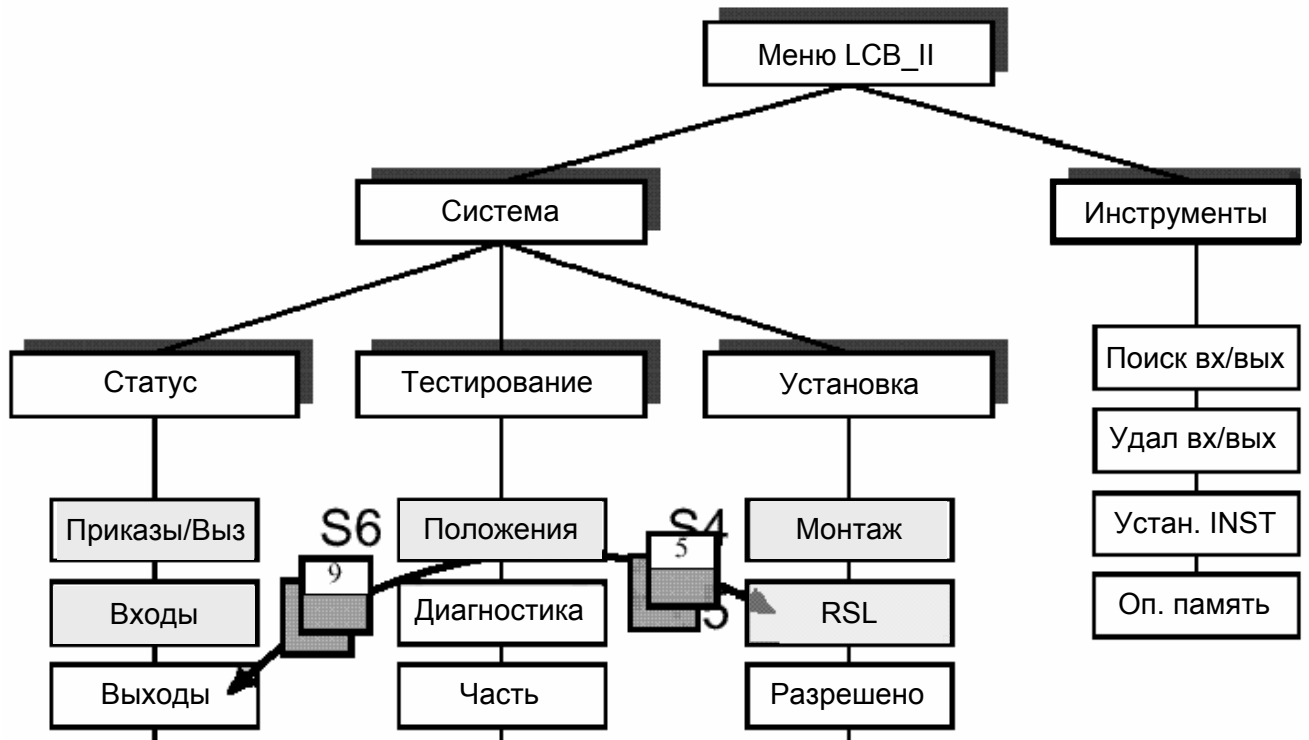 Меню LCB_II
Система
Инструменты
Статус
Тестирование
Установка
Поиск вх/вых
Удал вх/вых
Устан. INST
Оп. память
Приказы/Выз
S6
Положения
S4
Монтаж
9
5
Входы
Диагностика
5
RSL
Выходы
Часть
Разрешено